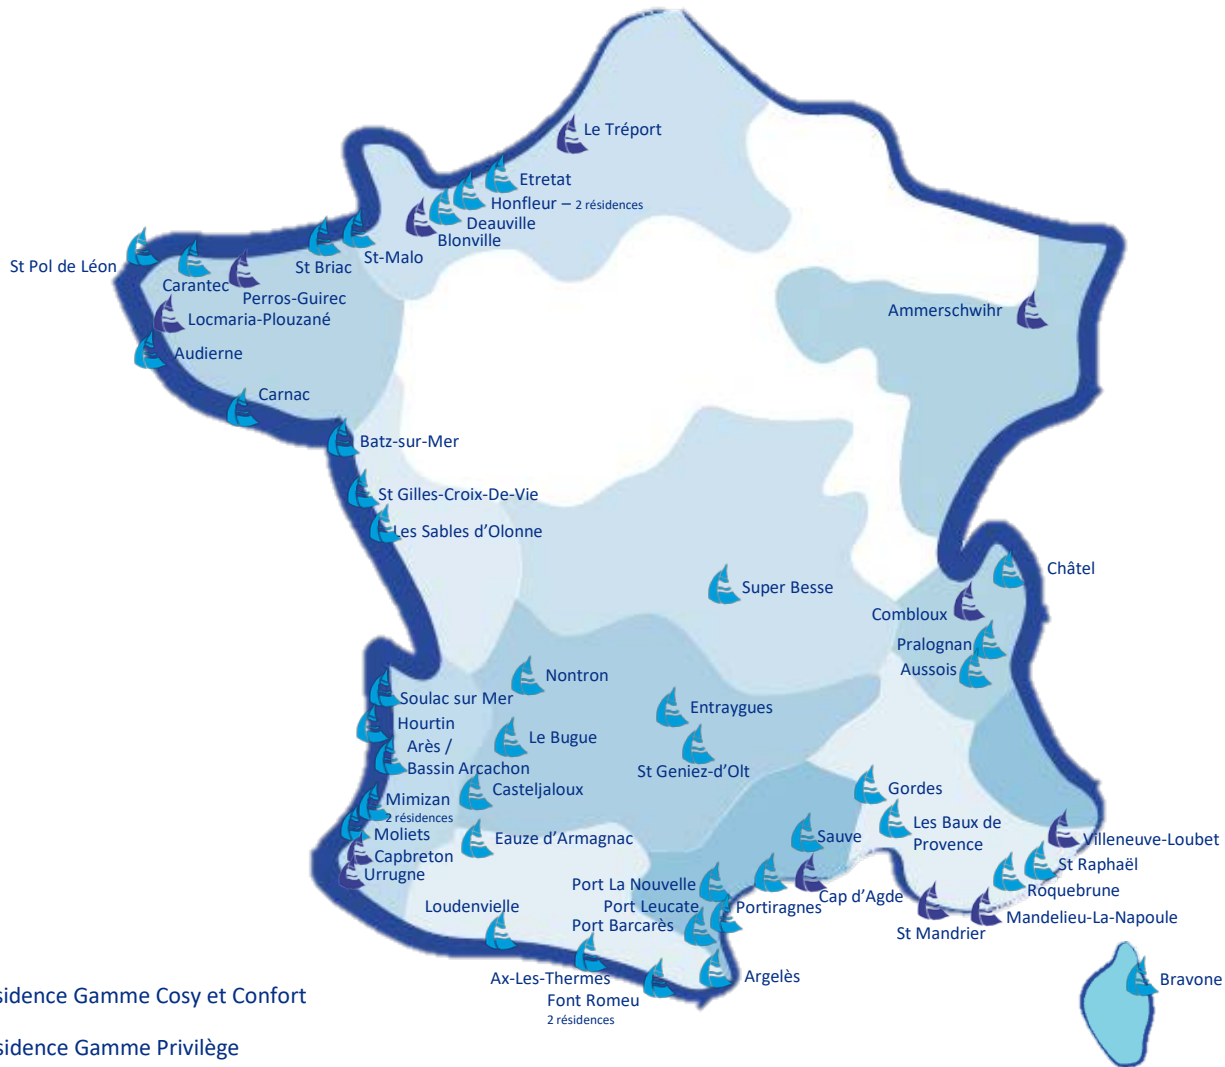 Le Tréport
Etretat
Honfleur – 2 résidences
Deauville
Blonville
St-Malo
St Briac
St Pol de Léon
Carantec
Perros-Guirec
Locmaria-Plouzané
Ammerschwihr
Audierne
Carnac
Batz-sur-Mer
St Gilles-Croix-De-Vie
Les Sables d'Olonne
Châtel
Super Besse
Combloux
Pralognan
Aussois
Nontron
Soulac sur Mer
Entraygues
Hourtin
Le Bugue
Arès /
Bassin Arcachon
St Geniez-d'Olt
Casteljaloux
Gordes
Mimizan
2 résidences
Moliets
Eauze d'Armagnac
Sauve
Les Baux de
Provence
Villeneuve-Loubet
Capbreton
Urrugne
St Raphaël
Roquebrune
Port La Nouvelle
Cap d'Agde
Port Leucate
Portiragnes
Loudenvielle
Port Barcarès
St Mandrier
Mandelieu-La-Napoule
Ax-Les-Thermes
Argelès
Font Romeu
2 résidences
Bravone
sidence Gamme Cosy et Confort
sidence Gamme Privilège